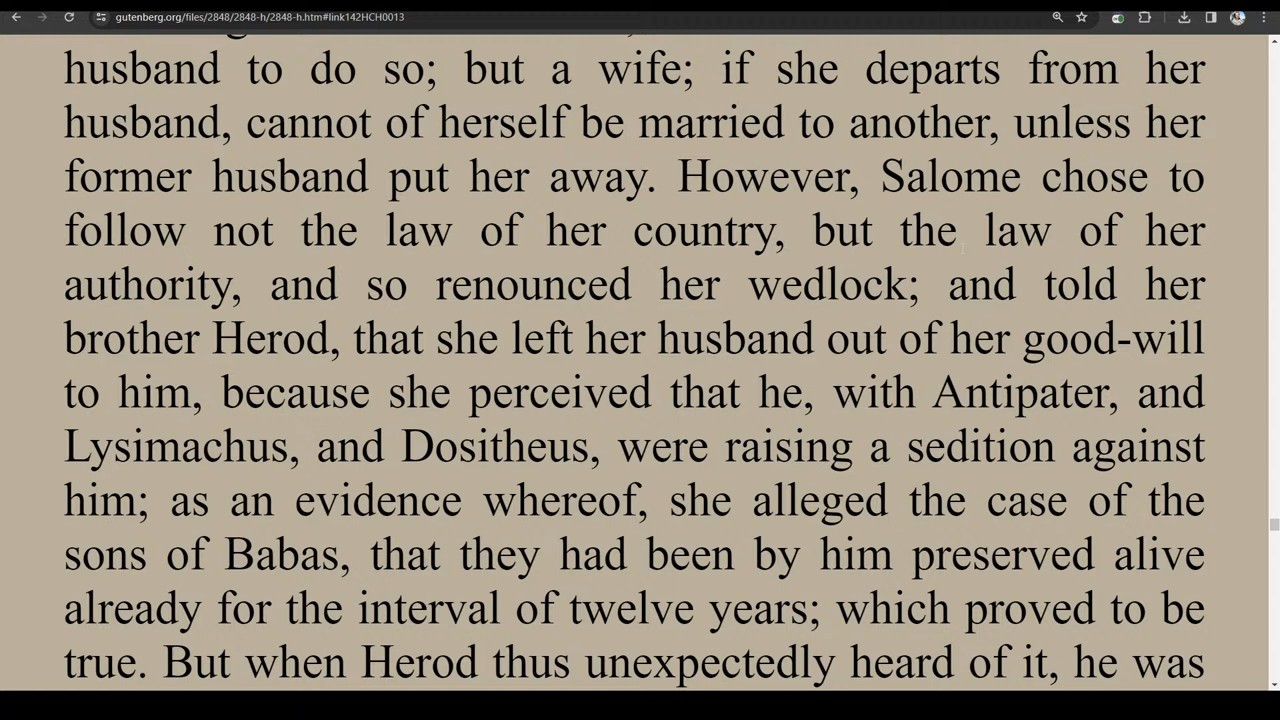 gutenberg.org/files/2848/2848-h/2848-h.htm#link142HCH0013
husband to do so; but a wife; if she departs from her
husband, cannot of herself be married to another, unless her
former husband put her away. However, Salome chose to
follow not the law of her country, but the law of her
authority, and so renounced her wedlock; and told her
brother Herod, that she left her husband out of her good-will
to him, because she perceived that he, with Antipater, and
Lysimachus, and Dositheus, were raising a sedition against
him; as an evidence whereof, she alleged the case of the
sons of Babas, that they had been by him preserved alive
already for the interval of twelve years; which proved to be
true. But when Herod thus unexpectedly heard of it, he was